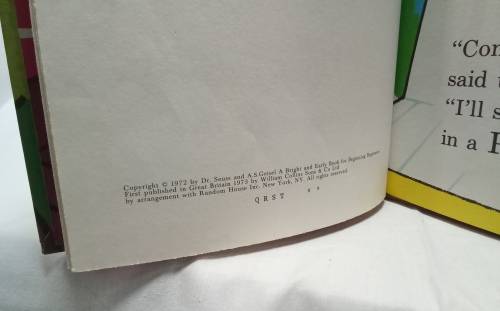 Copyright © 1972 by Dr. Seuss and A.S.Geisel A Bright and Early Book for Beginning Beginners
First published in Great Britain 1973 by William Collins Sons & Co Ltd
by arrangement with Random House Inc. New York, NY. All rights reserved
QRST
“Con
said t
“I’ll s
in a P